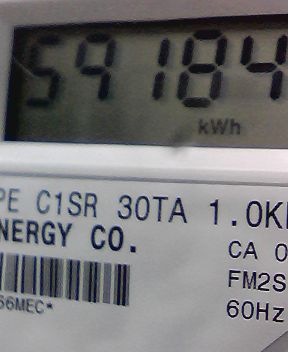 59184
kWh
PE C1SR 30TA 1.0K
NERGY CO.
CA 0
FM2S
56MEC*
60Hz